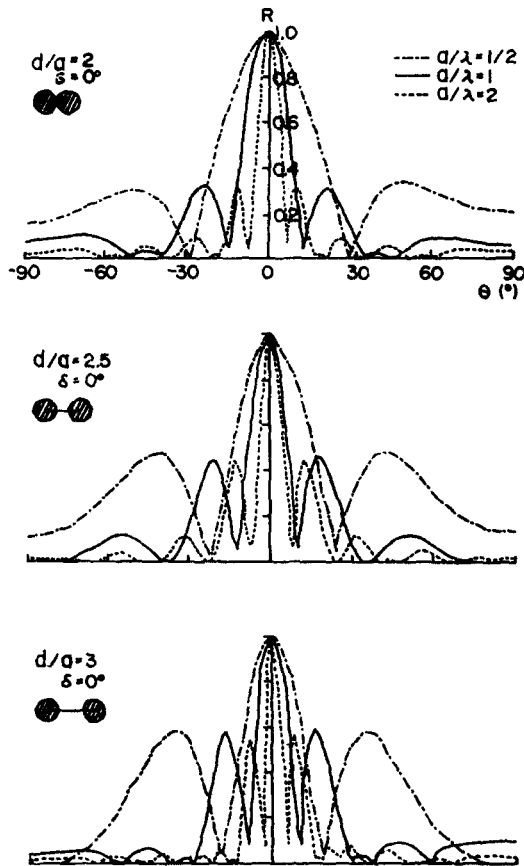 R
d/a=2
δ=0°
1.0
0.8
0.6
0.4
0.2
-·-·- a/λ=1/2
—— a/λ=1
----- a/λ=2
-90 -60 -30 0 30 60 90
θ (°)
d/a=2.5
δ=0°
d/a=3
δ=0°